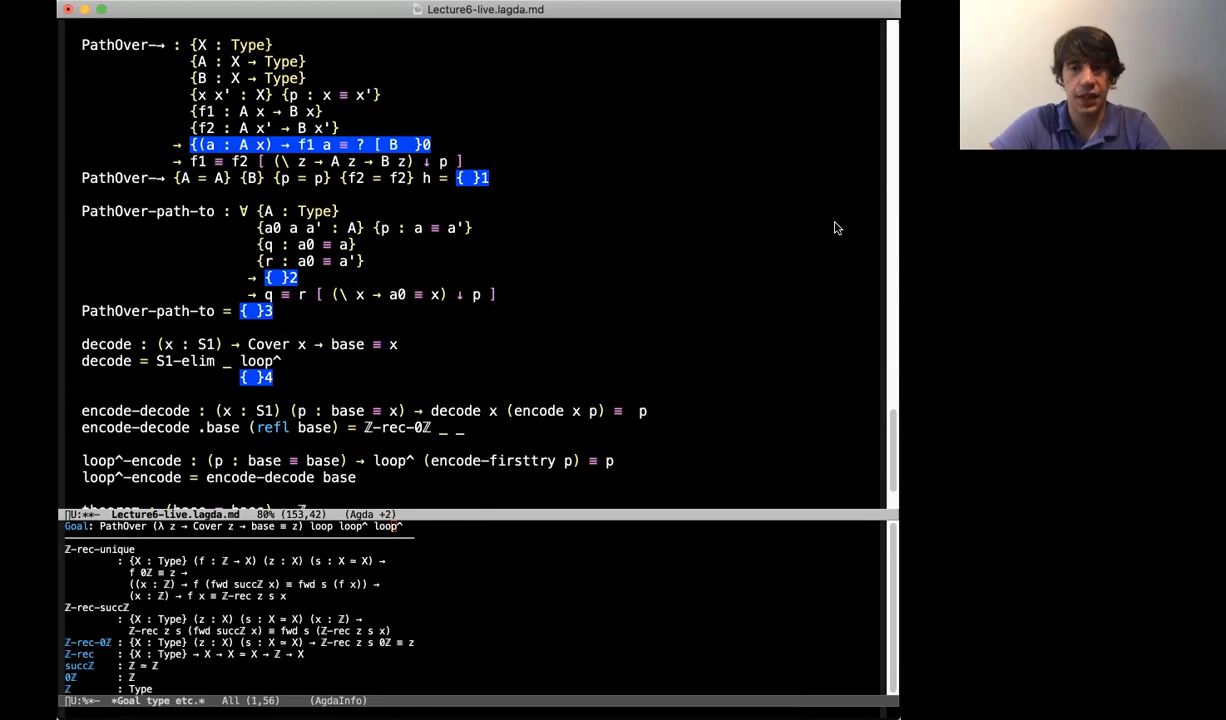 Lecture6-live.lagda.md
PathOver-→ : {X : Type}
{A : X → Type}
{B : X → Type}
{x x' : X} {p : x ≡ x'}
{f1 : A x → B x}
{f2 : A x' → B x'}
→ {(a : A x) → f1 a ≡ ? [ B  }0
→ f1 ≡ f2 [ (\ z → A z → B z) ↓ p ]
PathOver-→ {A = A} {B} {p = p} {f2 = f2} h = { }1
PathOver-path-to : ∀ {A : Type}
{a0 a a' : A} {p : a ≡ a'}
{q : a0 ≡ a}
{r : a0 ≡ a'}
→ { }2
→ q ≡ r [ (\ x → a0 ≡ x) ↓ p ]
PathOver-path-to = { }3
decode : (x : S1) → Cover x → base ≡ x
decode = S1-elim _ loop^
{ }4
encode-decode : (x : S1) (p : base ≡ x) → decode x (encode x p) ≡  p
encode-decode .base (refl base) = ℤ-rec-0ℤ _ _
loop^-encode : (p : base ≡ base) → loop^ (encode-firsttry p) ≡ p
loop^-encode = encode-decode base
∏U:**-  Lecture6-live.lagda.md   80% (153,42)   (Agda +2)
Goal: PathOver (λ z → Cover z → base ≡ z) loop loop^ loop^
ℤ-rec-unique
: {X : Type} (f : ℤ → X) (z : X) (s : X ≃ X) →
f 0ℤ ≡ z →
((x : ℤ) → f (fwd succℤ x) ≡ fwd s (f x)) →
(x : ℤ) → f x ≡ ℤ-rec z s x
ℤ-rec-succℤ
: {X : Type} (z : X) (s : X ≃ X) (x : ℤ) →
ℤ-rec z s (fwd succℤ x) ≡ fwd s (ℤ-rec z s x)
ℤ-rec-0ℤ : {X : Type} (z : X) (s : X ≃ X) → ℤ-rec z s 0ℤ ≡ z
ℤ-rec : {X : Type} → X → X ≃ X → ℤ → X
succℤ : ℤ ≃ ℤ
0ℤ : ℤ
ℤ : Type
∏U:%*-  *Goal type etc.*   All (1,56)   (AgdaInfo)